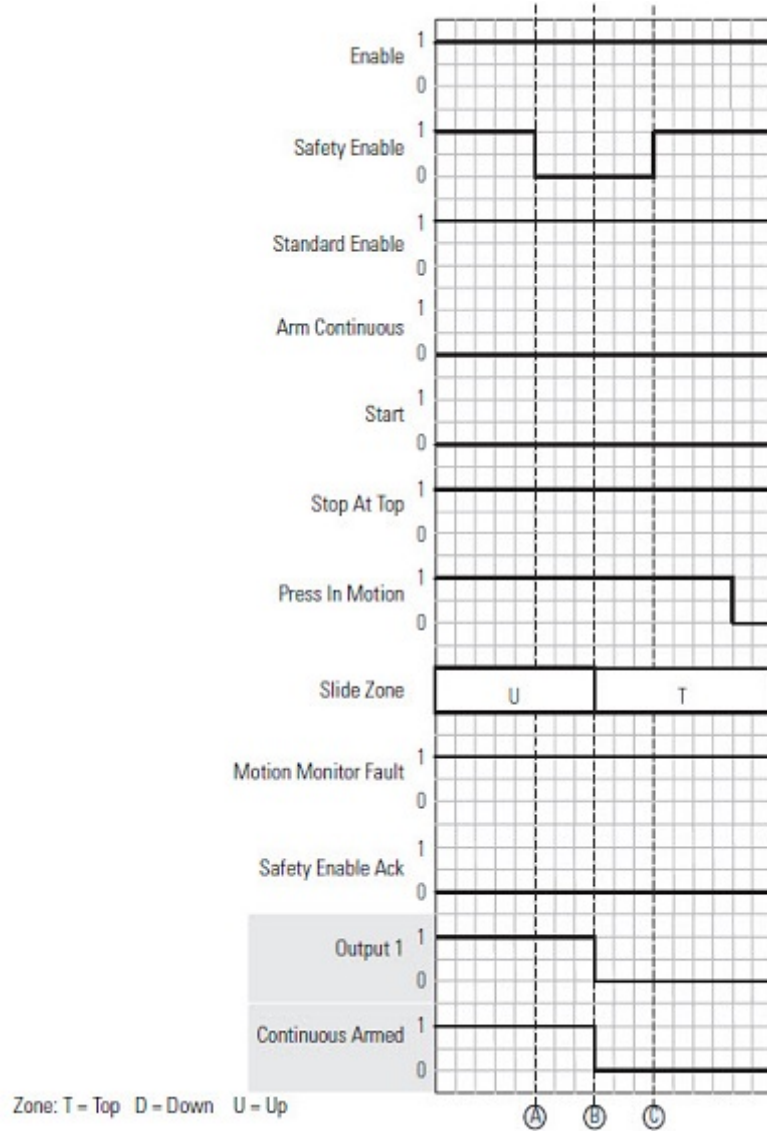 Enable 1
0
Safety Enable 1
0
Standard Enable 1
0
Arm Continuous 1
0
Start 1
0
Stop At Top 1
0
Press In Motion 1
0
Slide Zone U T
Motion Monitor Fault 1
0
Safety Enable Ack 1
0
Output 1 1
0
Continuous Armed 1
0
Zone: T = Top D = Down U = Up
A B C